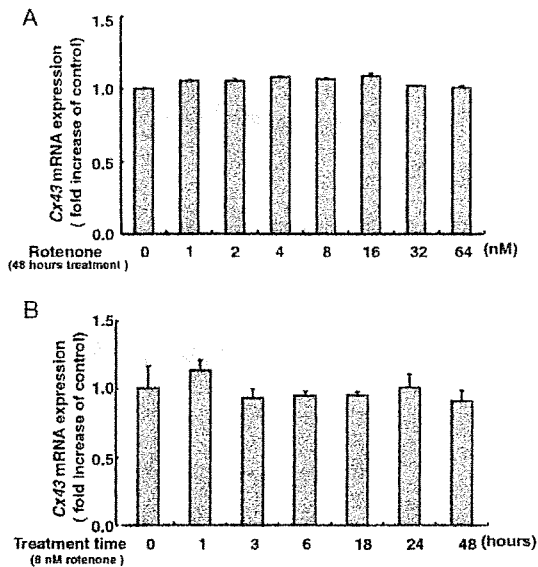 A
1.5
1.0
0.5
0.0
Cx43 mRNA expression
( fold increase of control)
0 1 2 4 8 16 32 64 (nM)
Rotenone
(48 hours treatment )
B
1.5
1.0
0.5
0.0
Cx43 mRNA expression
( fold increase of control)
0 1 3 6 18 24 48 (hours)
Treatment time
(8 nM rotenone )